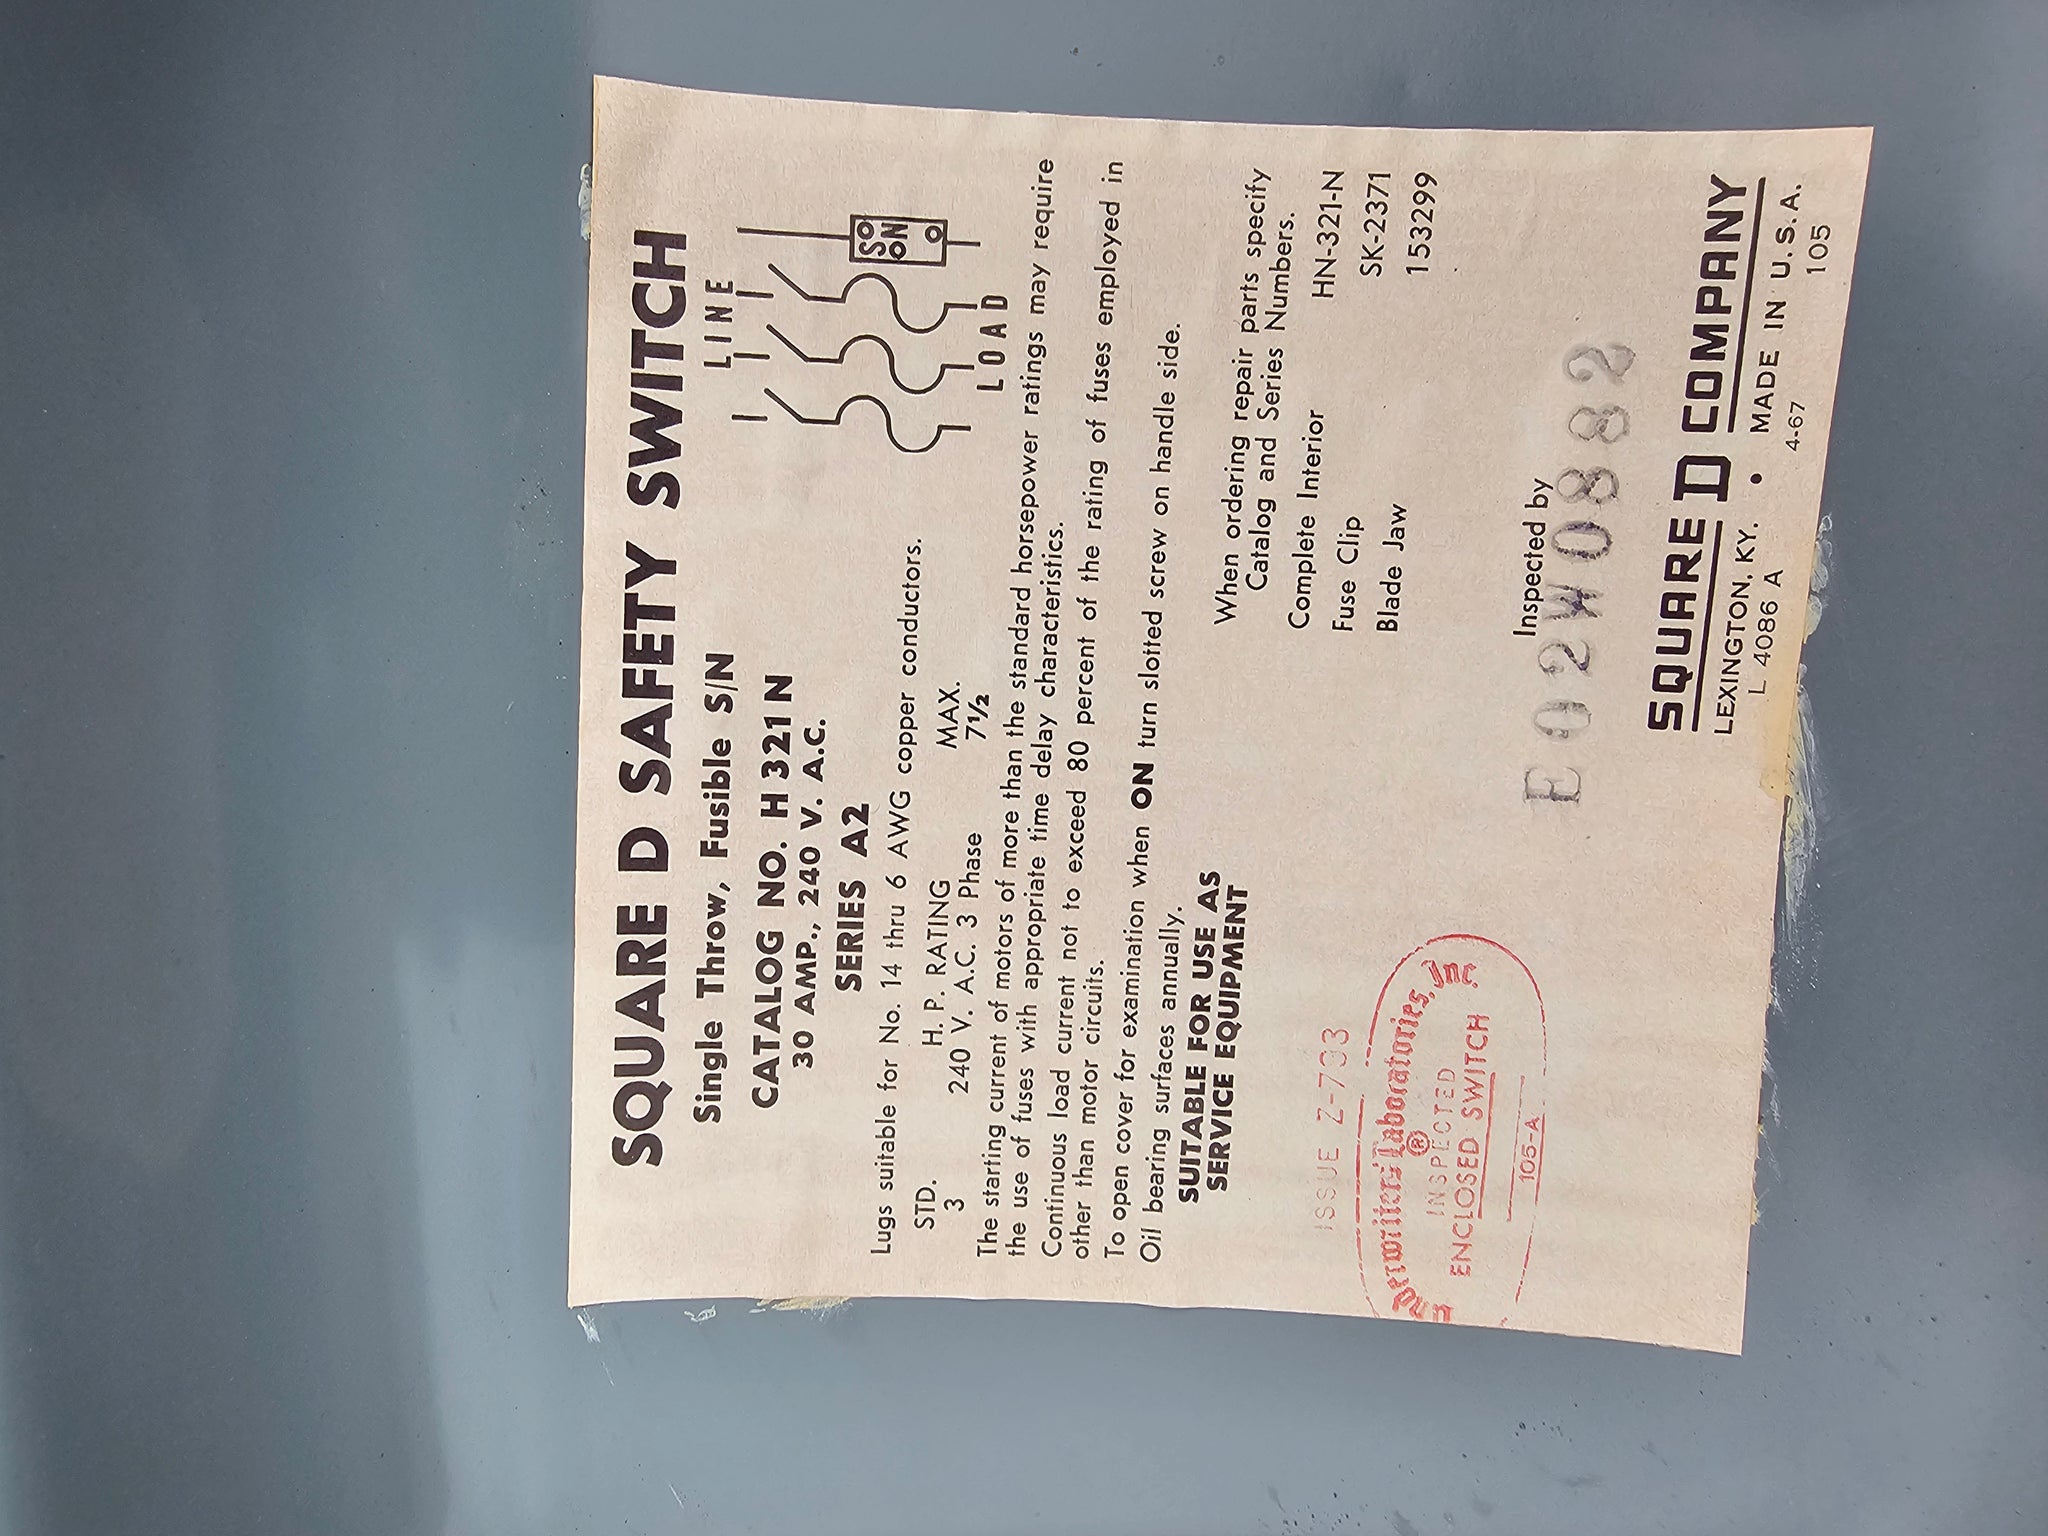 SQUARE D SAFETY SWITCH
Single Throw, Fusible S/N
CATALOG NO. H 321 N
30 AMP., 240 V. A.C.
SERIES A2
LINE
S
ON
LOAD
Lugs suitable for No. 14 thru 6 AWG copper conductors.
STD. H. P. RATING MAX.
3 240 V. A.C. 3 Phase 7½
The starting current of motors of more than the standard horsepower ratings may require
the use of fuses with appropriate time delay characteristics.
Continuous load current not to exceed 80 percent of the rating of fuses employed in
other than motor circuits.
To open cover for examination when ON turn slotted screw on handle side.
Oil bearing surfaces annually.
SUITABLE FOR USE AS
SERVICE EQUIPMENT
When ordering repair parts specify
Catalog and Series Numbers.
Complete Interior HN-321-N
Fuse Clip SK-2371
Blade Jaw 153299
ISSUE Z-703
Underwriters' Laboratories, Inc.
®
INSPECTED
ENCLOSED SWITCH
105-A
Inspected by
E02W0882
SQUARE D COMPANY
LEXINGTON, KY. • MADE IN U.S.A.
L 4086 A 4-67 105